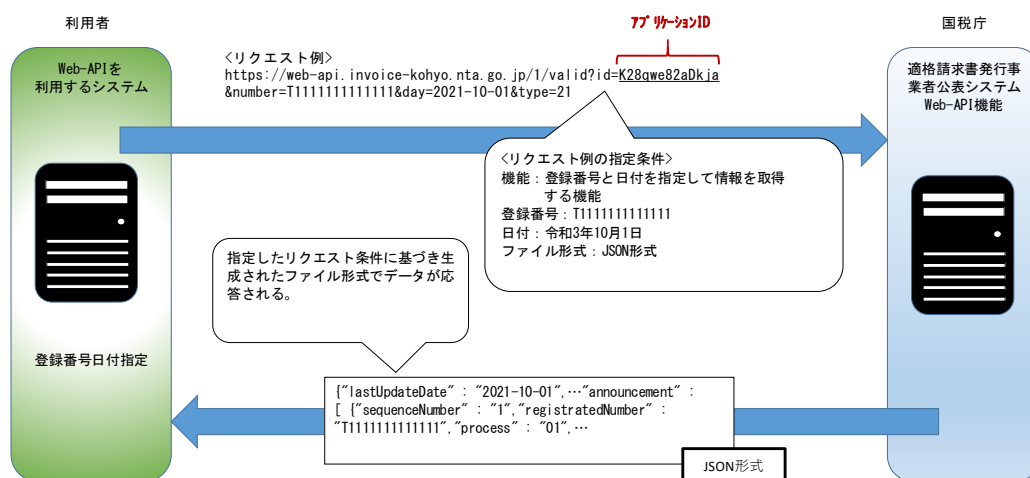 利用者
アプリケーションID
国税庁
Web-APIを
利用するシステム
<リクエスト例>
https://web-api.invoice-kohyo.nta.go.jp/1/valid?id=K28qwe82aDkja
&number=T1111111111111&day=2021-10-01&type=21
適格請求書発行事
業者公表システム
Web-API機能
<リクエスト例の指定条件>
機能:登録番号と日付を指定して情報を取得
する機能
登録番号:T1111111111111
日付:令和3年10月1日
ファイル形式:JSON形式
指定したリクエスト条件に基づき生
成されたファイル形式でデータが応
答される。
登録番号日付指定
{"lastUpdateDate" : "2021-10-01",…"announcement" :
[ {"sequenceNumber" : "1","registratedNumber" :
"T1111111111111","process" : "01",…
JSON形式